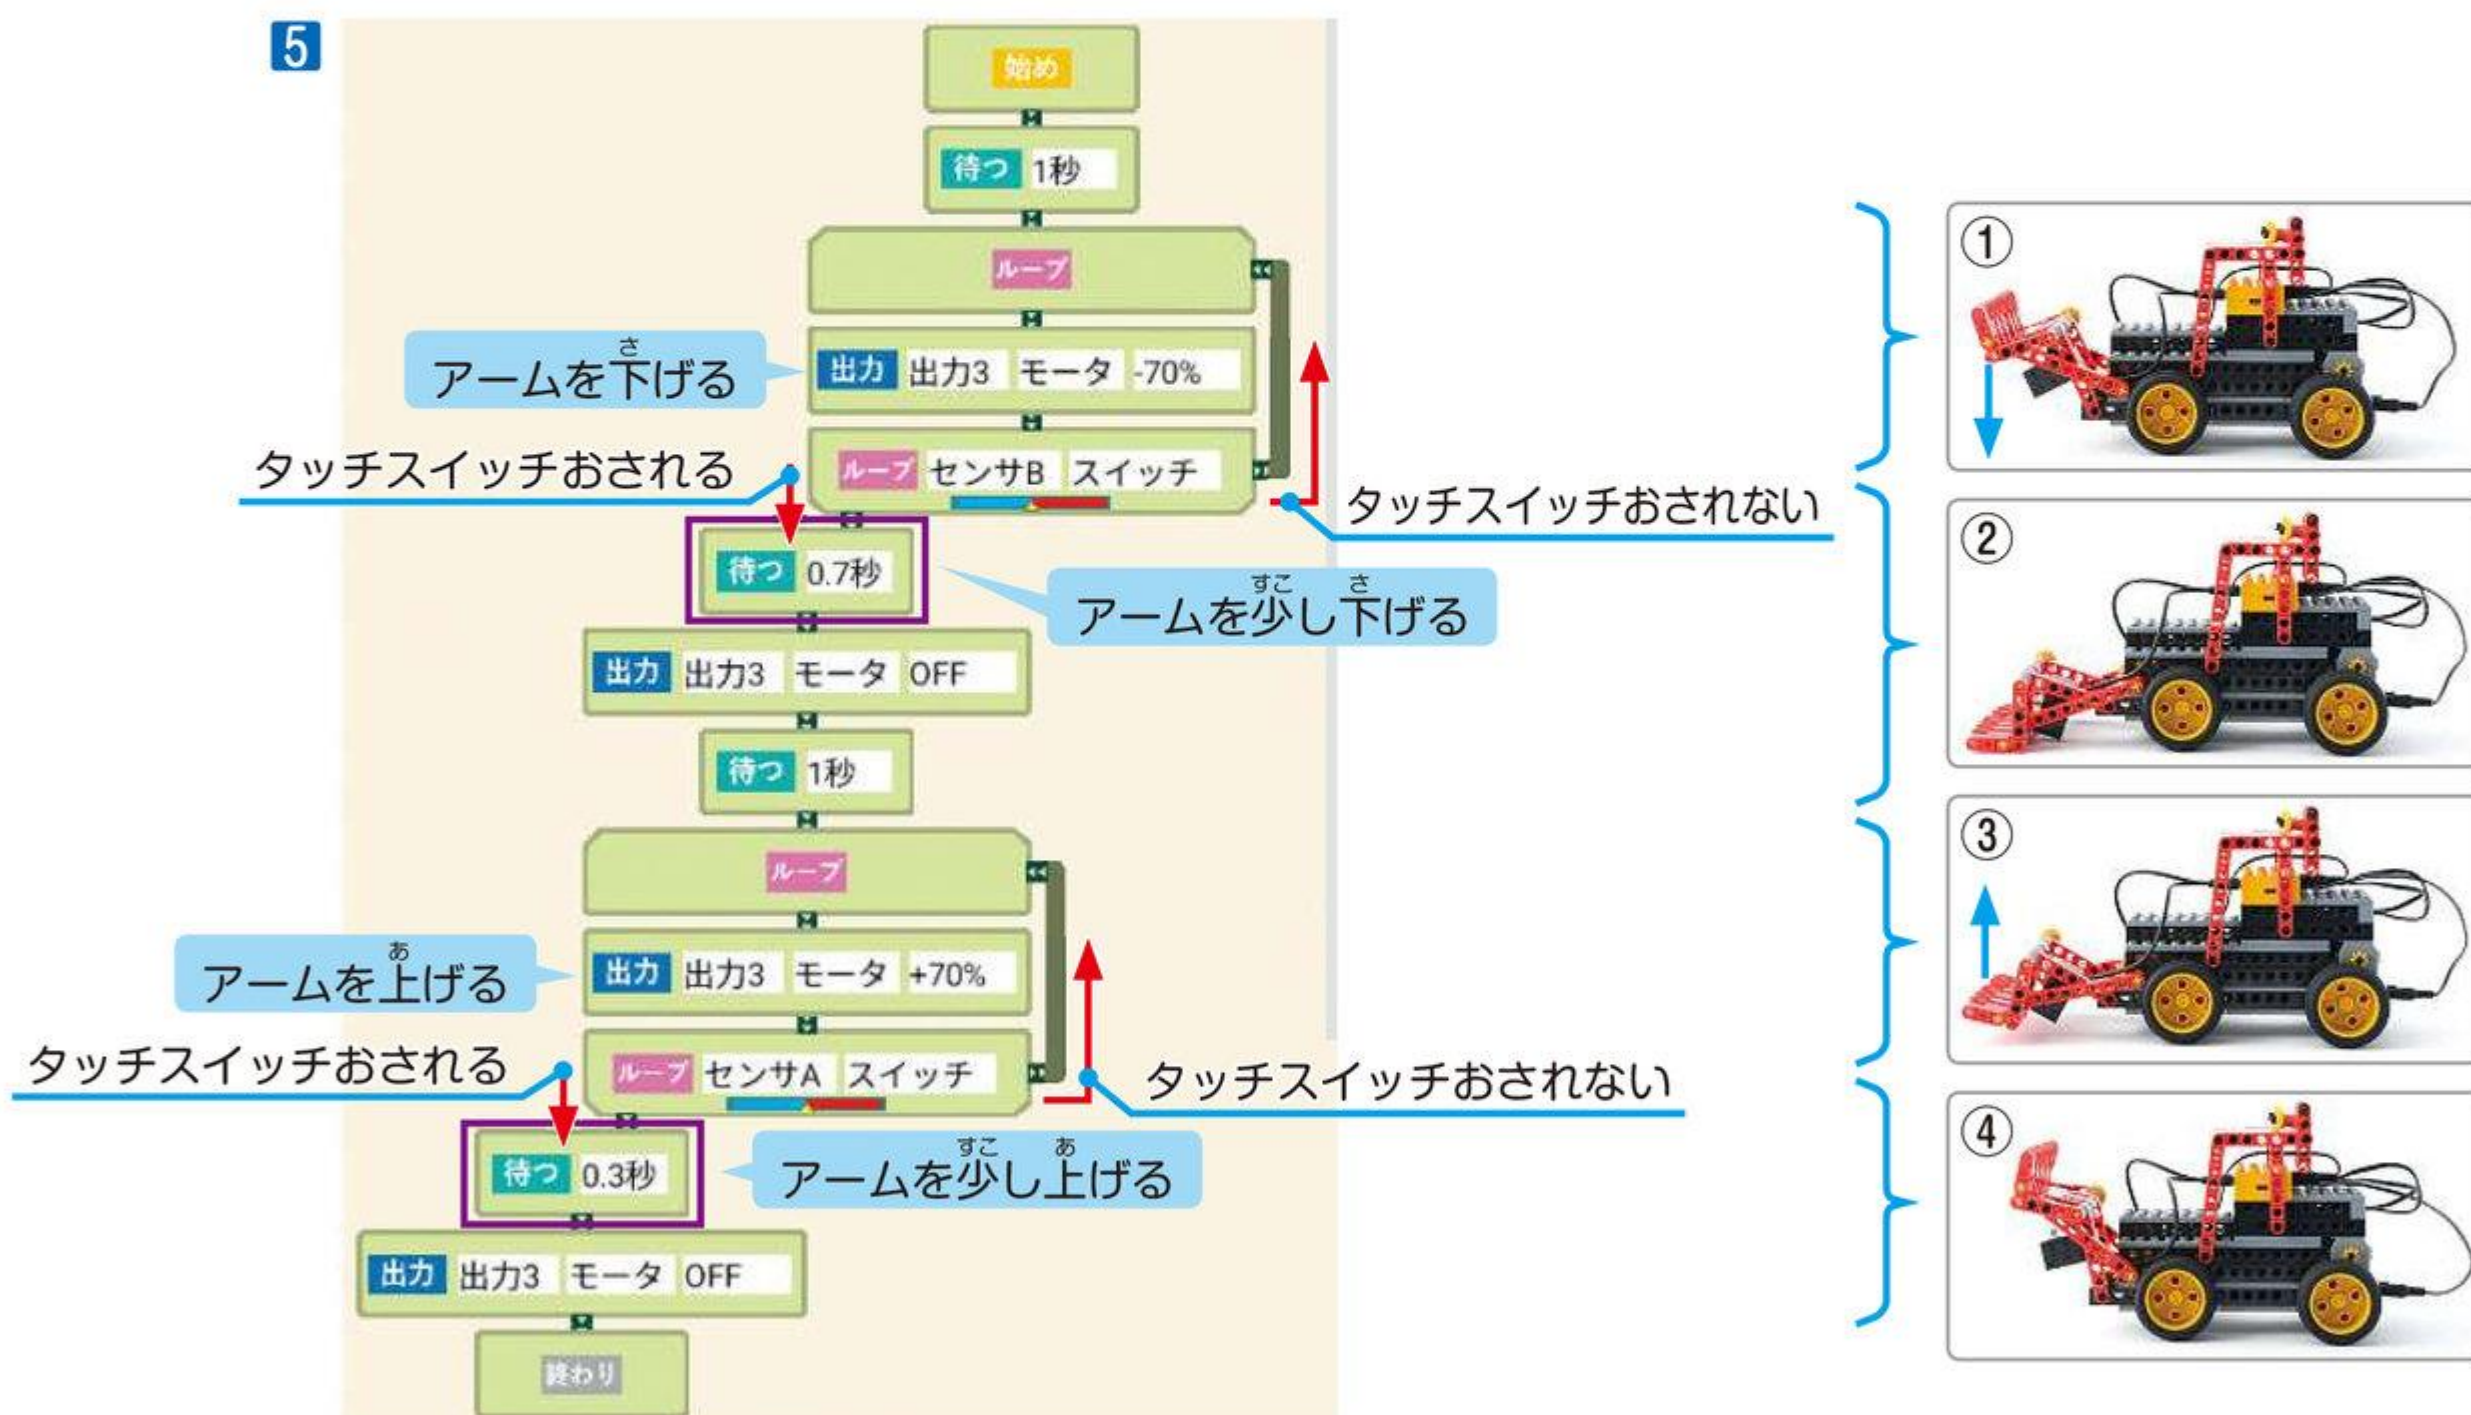 5
始め
待つ 1秒
ループ
アームを下げる
さ
出力 出力3 モータ -70%
タッチスイッチおされる
ループ センサB スイッチ
タッチスイッチおされない
待つ 0.7秒
すこ さ
アームを少し下げる
出力 出力3 モータ OFF
待つ 1秒
ループ
あ
アームを上げる
出力 出力3 モータ +70%
タッチスイッチおされる
ループ センサA スイッチ
タッチスイッチおされない
待つ 0.3秒
すこ あ
アームを少し上げる
出力 出力3 モータ OFF
終わり
①
②
③
④